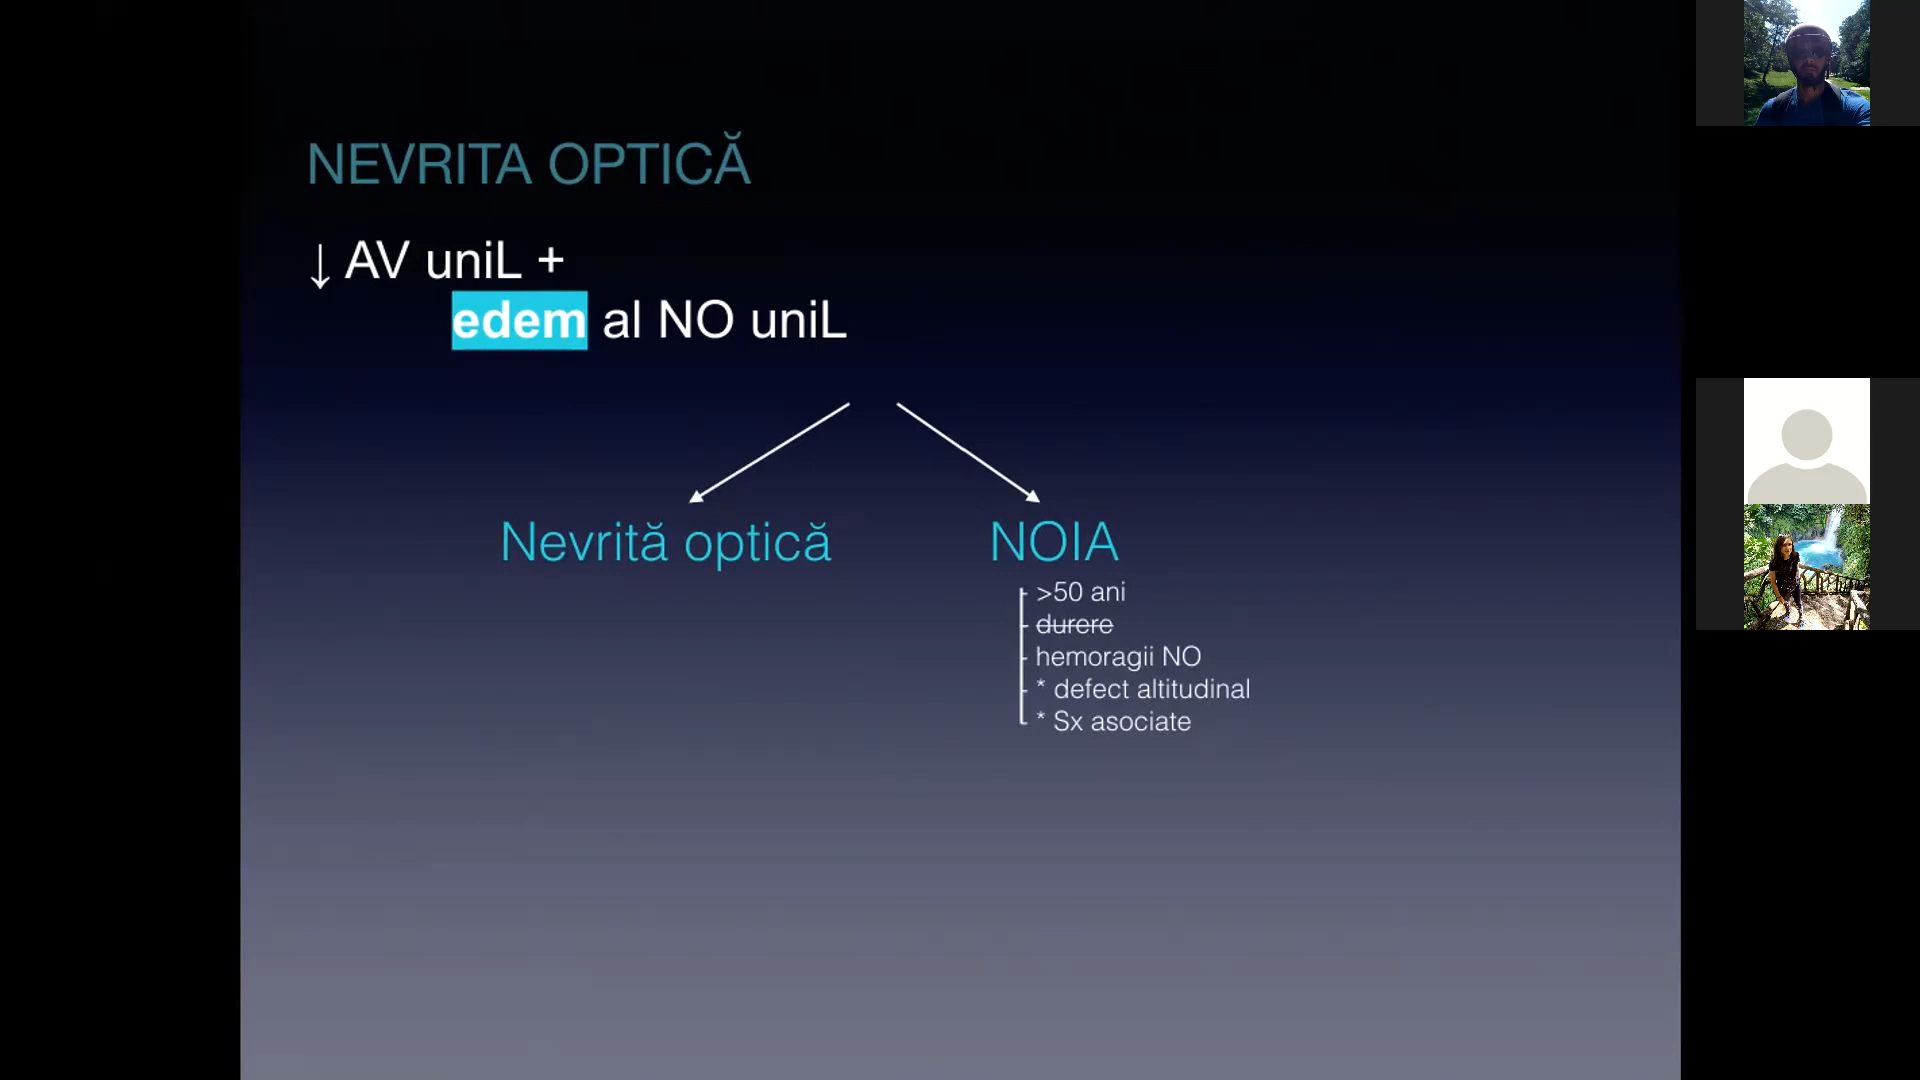 NEVRITA OPTICĂ
↓ AV uniL +
edem al NO uniL
Nevrită optică
NOIA
- >50 ani
- durere
- hemoragii NO
- * defect altitudinal
- * Sx asociate